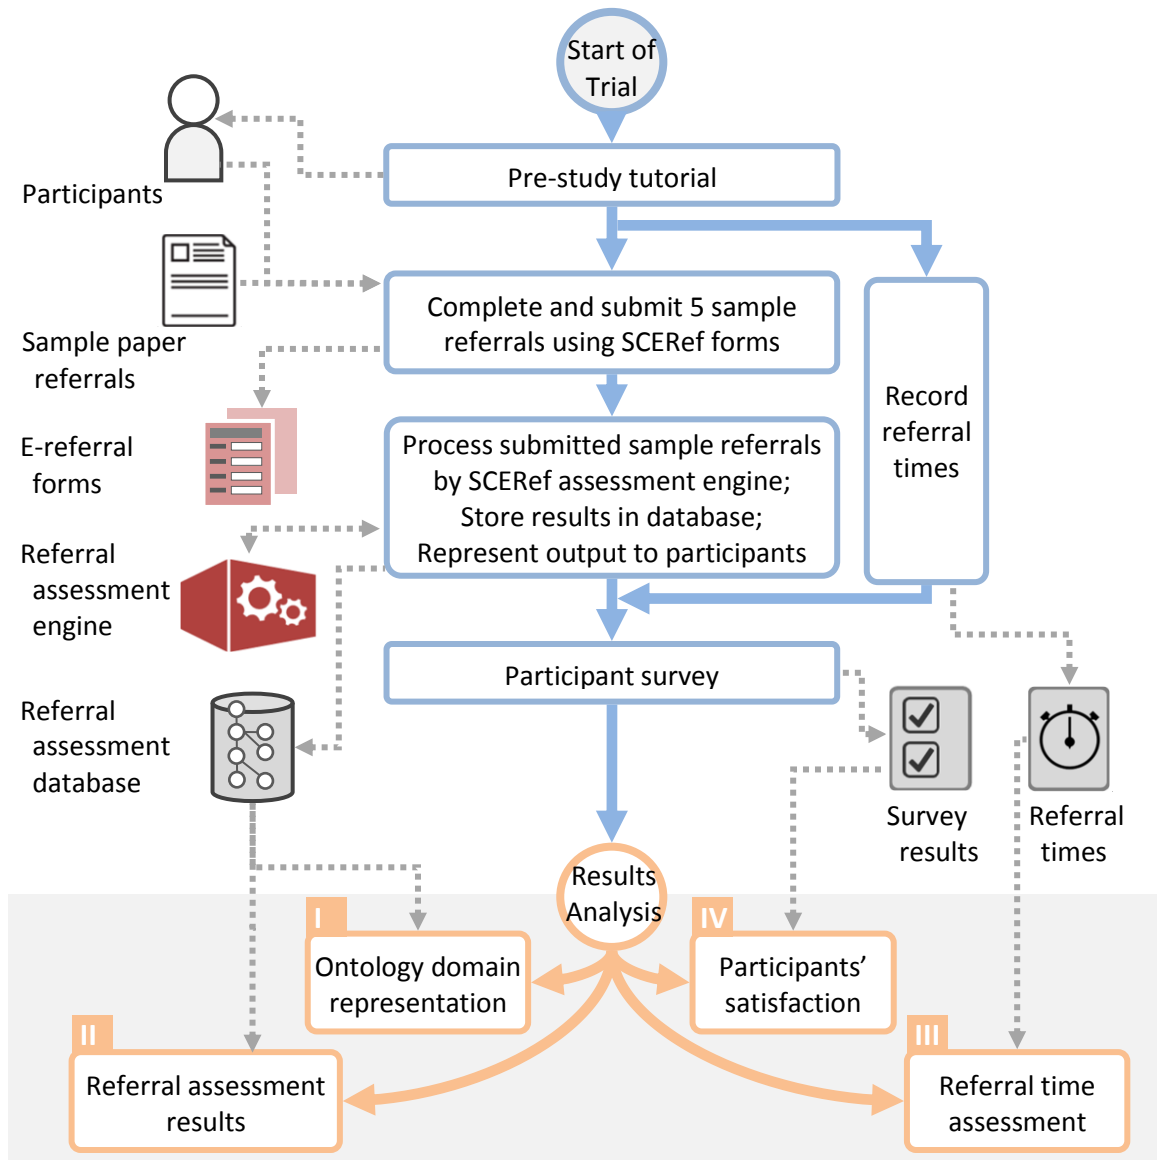 Start of
Trial
Pre-study tutorial
Participants
Sample paper
referrals
Complete and submit 5 sample
referrals using SCERef forms
Record
referral
times
E-referral
forms
Process submitted sample referrals
by SCERef assessment engine;
Store results in database;
Represent output to participants
Referral
assessment
engine
Participant survey
Referral
assessment
database
Survey
results
Referral
times
Results
Analysis
I
Ontology domain
representation
IV
Participants’
satisfaction
II
Referral assessment
results
III
Referral time
assessment